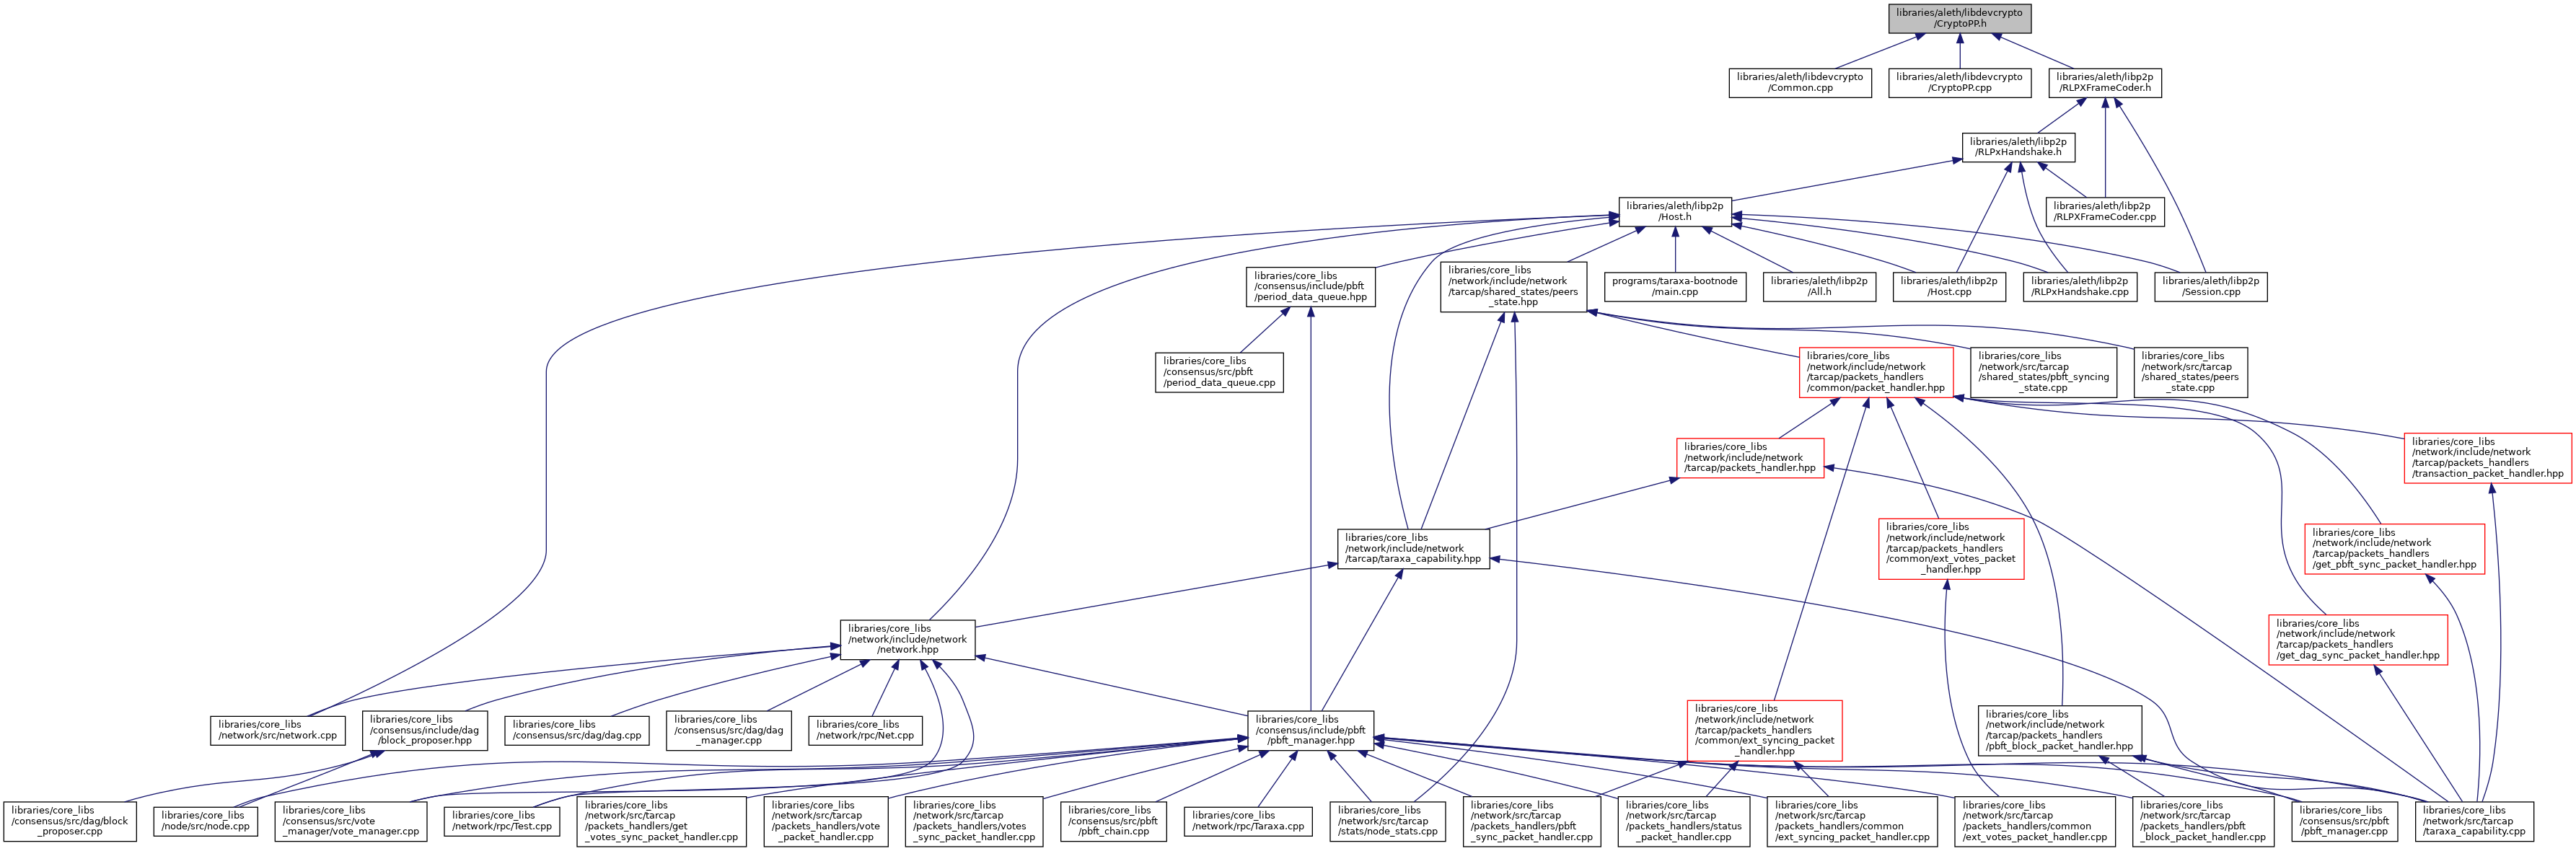 libraries/aleth/libdevcrypto
/CryptoPP.h
libraries/aleth/libdevcrypto
/Common.cpp
libraries/aleth/libdevcrypto
/CryptoPP.cpp
libraries/aleth/libp2p
/RLPXFrameCoder.h
libraries/aleth/libp2p
/RLPxHandshake.h
libraries/aleth/libp2p
/Host.h
libraries/aleth/libp2p
/RLPXFrameCoder.cpp
libraries/core_libs
/consensus/include/pbft
/period_data_queue.hpp
libraries/core_libs
/network/include/network
/tarcap/shared_states/peers
_state.hpp
programs/taraxa-bootnode
/main.cpp
libraries/aleth/libp2p
/All.h
libraries/aleth/libp2p
/Host.cpp
libraries/aleth/libp2p
/RLPxHandshake.cpp
libraries/aleth/libp2p
/Session.cpp
libraries/core_libs
/consensus/src/pbft
/period_data_queue.cpp
libraries/core_libs
/network/include/network
/tarcap/packets_handlers
/common/packet_handler.hpp
libraries/core_libs
/network/src/tarcap
/shared_states/pbft_syncing
_state.cpp
libraries/core_libs
/network/src/tarcap
/shared_states/peers
_state.cpp
libraries/core_libs
/network/include/network
/tarcap/packets_handler.hpp
libraries/core_libs
/network/include/network
/tarcap/packets_handlers
/transaction_packet_handler.hpp
libraries/core_libs
/network/include/network
/tarcap/taraxa_capability.hpp
libraries/core_libs
/network/include/network
/tarcap/packets_handlers
/common/ext_votes_packet
_handler.hpp
libraries/core_libs
/network/include/network
/tarcap/packets_handlers
/get_pbft_sync_packet_handler.hpp
libraries/core_libs
/network/include/network
/network.hpp
libraries/core_libs
/network/include/network
/tarcap/packets_handlers
/get_dag_sync_packet_handler.hpp
libraries/core_libs
/network/src/network.cpp
libraries/core_libs
/consensus/include/dag
/block_proposer.hpp
libraries/core_libs
/consensus/src/dag/dag.cpp
libraries/core_libs
/consensus/src/dag/dag
_manager.cpp
libraries/core_libs
/network/rpc/Net.cpp
libraries/core_libs
/consensus/include/pbft
/pbft_manager.hpp
libraries/core_libs
/network/include/network
/tarcap/packets_handlers
/common/ext_syncing_packet
_handler.hpp
libraries/core_libs
/network/include/network
/tarcap/packets_handlers
/pbft_block_packet_handler.hpp
libraries/core_libs
/consensus/src/dag/block
_proposer.cpp
libraries/core_libs
/node/src/node.cpp
libraries/core_libs
/consensus/src/vote
_manager/vote_manager.cpp
libraries/core_libs
/network/rpc/Test.cpp
libraries/core_libs
/network/src/tarcap
/packets_handlers/get
_votes_sync_packet_handler.cpp
libraries/core_libs
/network/src/tarcap
/packets_handlers/vote
_packet_handler.cpp
libraries/core_libs
/network/src/tarcap
/packets_handlers/votes
_sync_packet_handler.cpp
libraries/core_libs
/consensus/src/pbft
/pbft_chain.cpp
libraries/core_libs
/network/rpc/Taraxa.cpp
libraries/core_libs
/network/src/tarcap
/stats/node_stats.cpp
libraries/core_libs
/network/src/tarcap
/packets_handlers/pbft
_sync_packet_handler.cpp
libraries/core_libs
/network/src/tarcap
/packets_handlers/status
_packet_handler.cpp
libraries/core_libs
/network/src/tarcap
/packets_handlers/common
/ext_syncing_packet_handler.cpp
libraries/core_libs
/network/src/tarcap
/packets_handlers/common
/ext_votes_packet_handler.cpp
libraries/core_libs
/network/src/tarcap
/packets_handlers/pbft
_block_packet_handler.cpp
libraries/core_libs
/consensus/src/pbft
/pbft_manager.cpp
libraries/core_libs
/network/src/tarcap
/taraxa_capability.cpp